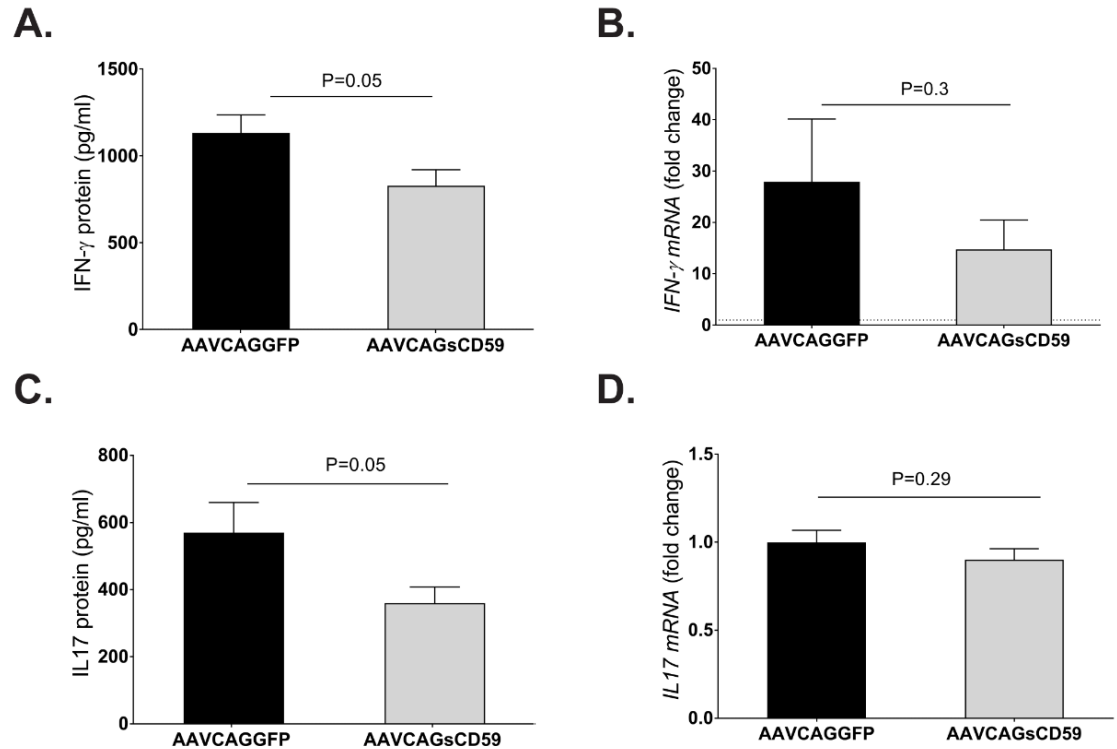 A.
IFN-γ protein (pg/ml)
1500
1000
500
0
P=0.05
AAVCAGGFP
AAVCAGsCD59
B.
IFN-γ mRNA (fold change)
50
40
30
20
10
0
P=0.3
AAVCAGGFP
AAVCAGsCD59
C.
IL17 protein (pg/ml)
800
600
400
200
0
P=0.05
AAVCAGGFP
AAVCAGsCD59
D.
IL17 mRNA (fold change)
1.5
1.0
0.5
0.0
P=0.29
AAVCAGGFP
AAVCAGsCD59